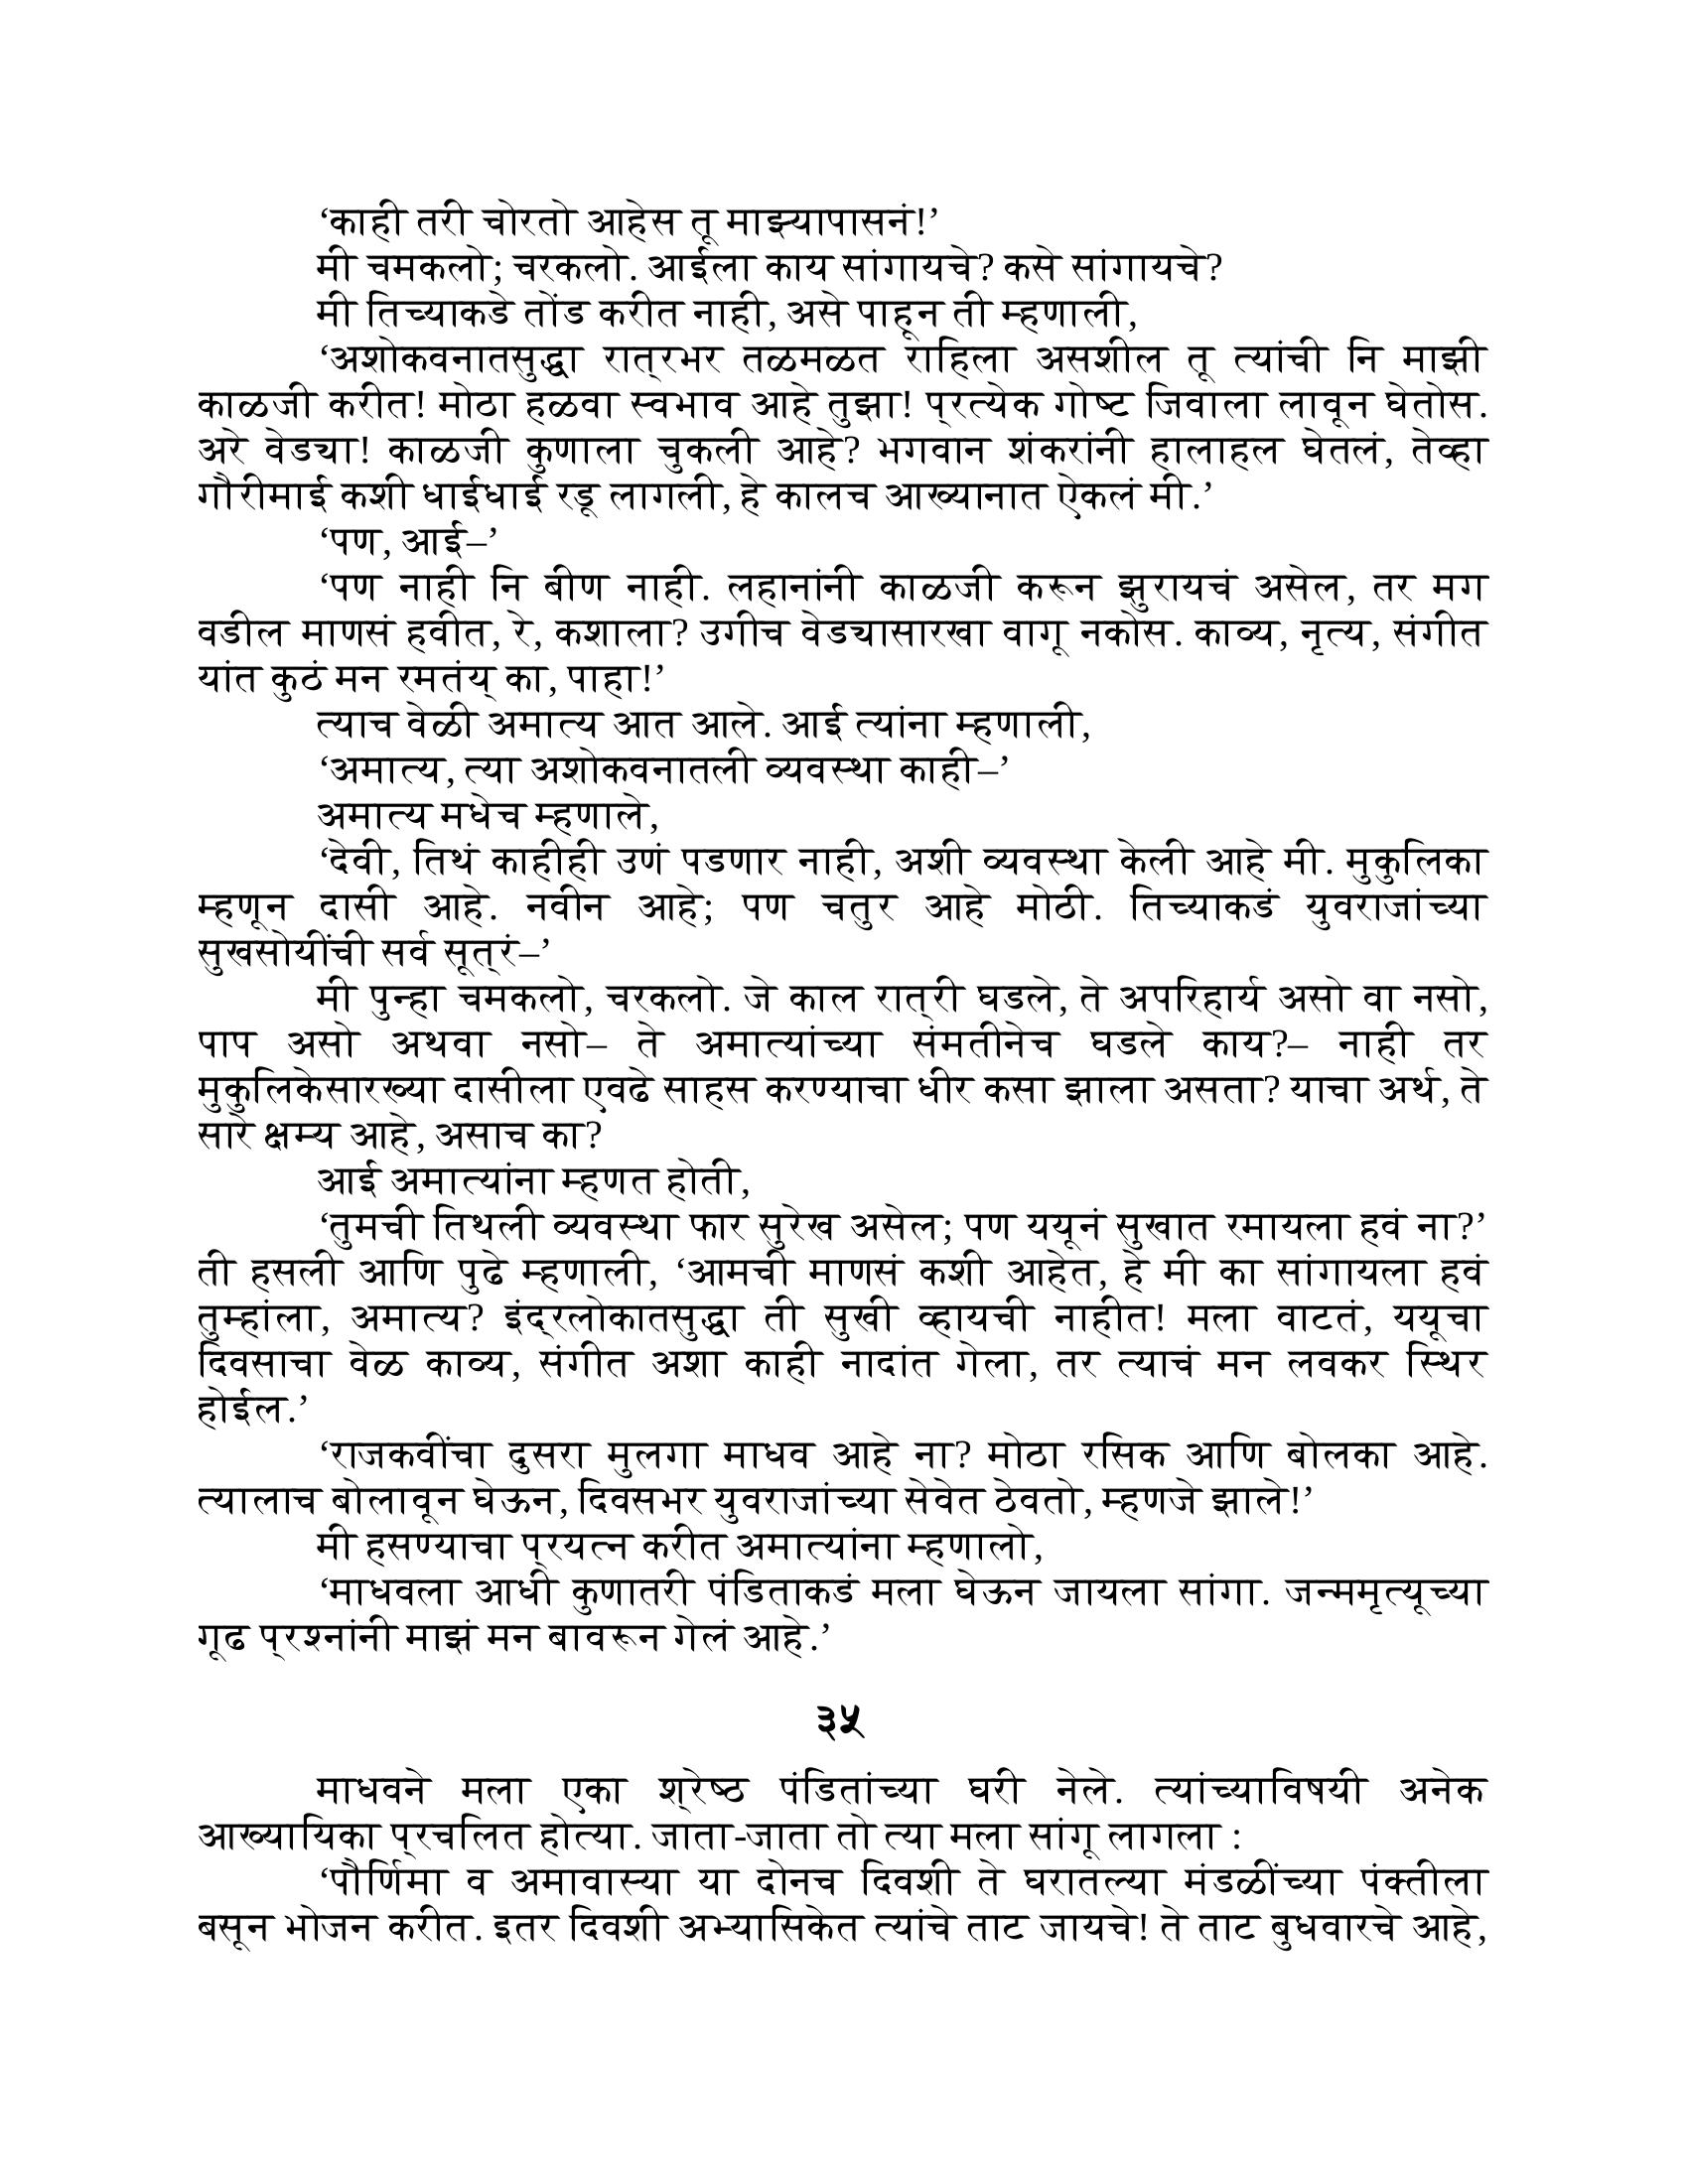 ‘काही तरी चोरतो आहेस तू माझ्यापासनं!’
मी चमकलो; चरकलो. आईला काय सांगायचे? कसे सांगायचे?
मी तिच्याकडे तोंड करीत नाही, असे पाहून ती म्हणाली,
‘अशोकवनातसुद्धा रात्रभर तळमळत राहिला असशील तू त्यांची नि माझी
काळजी करीत! मोठा हळवा स्वभाव आहे तुझा! प्रत्येक गोष्ट जिवाला लावून घेतोस.
अरे वेड्या! काळजी कुणाला चुकली आहे? भगवान शंकरांनी हालाहल घेतलं, तेव्हा
गौरीमाई कशी धाईधाई रडू लागली, हे कालच आख्यानात ऐकलं मी.’
‘पण, आई–’
‘पण नाही नि बीण नाही. लहानांनी काळजी करून झुरायचं असेल, तर मग
वडील माणसं हवीत, रे, कशाला? उगीच वेड्यासारखा वागू नकोस. काव्य, नृत्य, संगीत
यांत कुठं मन रमतंय् का, पाहा!’
त्याच वेळी अमात्य आत आले. आई त्यांना म्हणाली,
‘अमात्य, त्या अशोकवनातली व्यवस्था काही–’
अमात्य मधेच म्हणाले,
‘देवी, तिथं काहीही उणं पडणार नाही, अशी व्यवस्था केली आहे मी. मुकुलिका
म्हणून दासी आहे. नवीन आहे; पण चतुर आहे मोठी. तिच्याकडं युवराजांच्या
सुखसोयींची सर्व सूत्रं–’
मी पुन्हा चमकलो, चरकलो. जे काल रात्री घडले, ते अपरिहार्य असो वा नसो,
पाप असो अथवा नसो– ते अमात्यांच्या संमतीनेच घडले काय?– नाही तर
मुकुलिकेसारख्या दासीला एवढे साहस करण्याचा धीर कसा झाला असता? याचा अर्थ, ते
सारे क्षम्य आहे, असाच का?
आई अमात्यांना म्हणत होती,
‘तुमची तिथली व्यवस्था फार सुरेख असेल; पण ययूनं सुखात रमायला हवं ना?’
ती हसली आणि पुढे म्हणाली, ‘आमची माणसं कशी आहेत, हे मी का सांगायला हवं
तुम्हांला, अमात्य? इंद्रलोकातसुद्धा ती सुखी व्हायची नाहीत! मला वाटतं, ययूचा
दिवसाचा वेळ काव्य, संगीत अशा काही नादांत गेला, तर त्याचं मन लवकर स्थिर
होईल.’
‘राजकवींचा दुसरा मुलगा माधव आहे ना? मोठा रसिक आणि बोलका आहे.
त्यालाच बोलावून घेऊन, दिवसभर युवराजांच्या सेवेत ठेवतो, म्हणजे झाले!’
मी हसण्याचा प्रयत्न करीत अमात्यांना म्हणालो,
‘माधवला आधी कुणातरी पंडिताकडं मला घेऊन जायला सांगा. जन्ममृत्यूच्या
गूढ प्रश्नांनी माझं मन बावरून गेलं आहे.’
३५
माधवने मला एका श्रेष्ठ पंडितांच्या घरी नेले. त्यांच्याविषयी अनेक
आख्यायिका प्रचलित होत्या. जाता-जाता तो त्या मला सांगू लागला :
‘पौर्णिमा व अमावास्या या दोनच दिवशी ते घरातल्या मंडळींच्या पंक्तीला
बसून भोजन करीत. इतर दिवशी अभ्यासिकेत त्यांचे ताट जायचे! ते ताट बुधवारचे आहे,